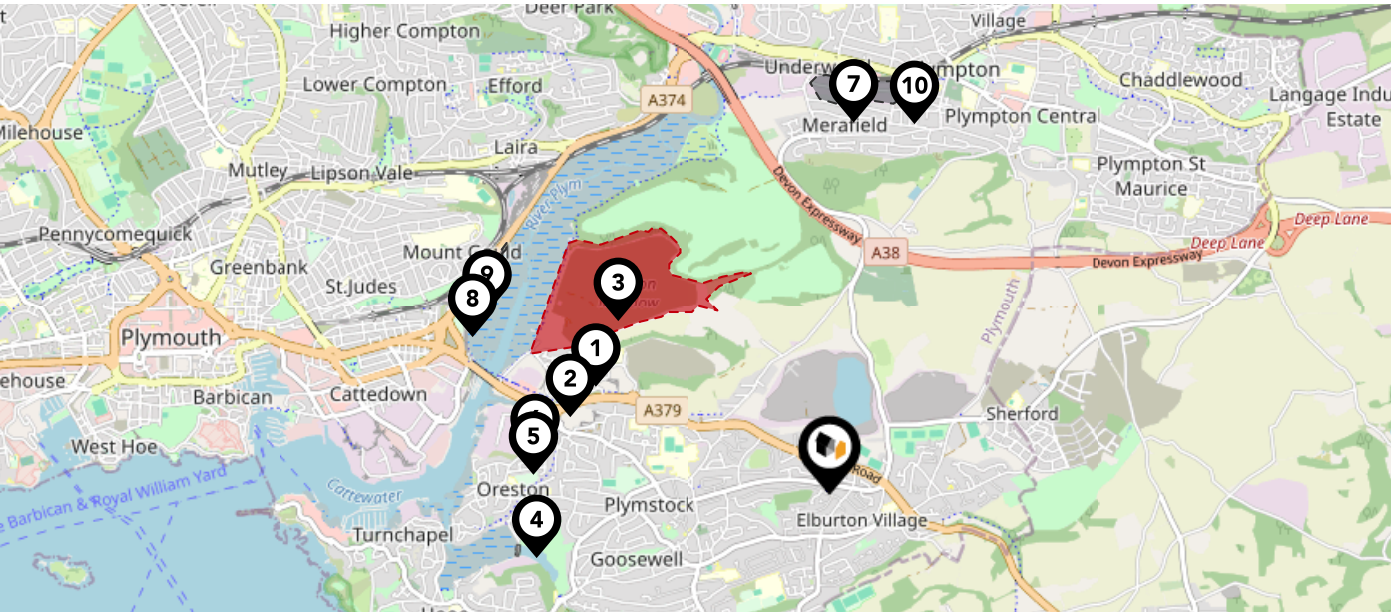 Deer Park
Village
Higher Compton
Underwood
Lower Compton
Efford
Chaddlewood
7
10
A374
Langage Indu
Estate
Milehouse
Merafield
Plympton Central
Laira
Mutley
Lipson Vale
Plympton St
Maurice
River Plym
Devon Expressway
Deep Lane
Pennycomequick
Mount Gould
Deep Lane
A38
Devon Expressway
Greenbank
9
3
St.Judes
8
Plymouth
Plymouth
1
ehouse
2
Barbican
Cattedown
A379
Sherford
5
West Hoe
Road
e Barbican & Royal William Yard
Cattewater
Oreston
Plymstock
4
Elburton Village
Turnchapel
Goosewell